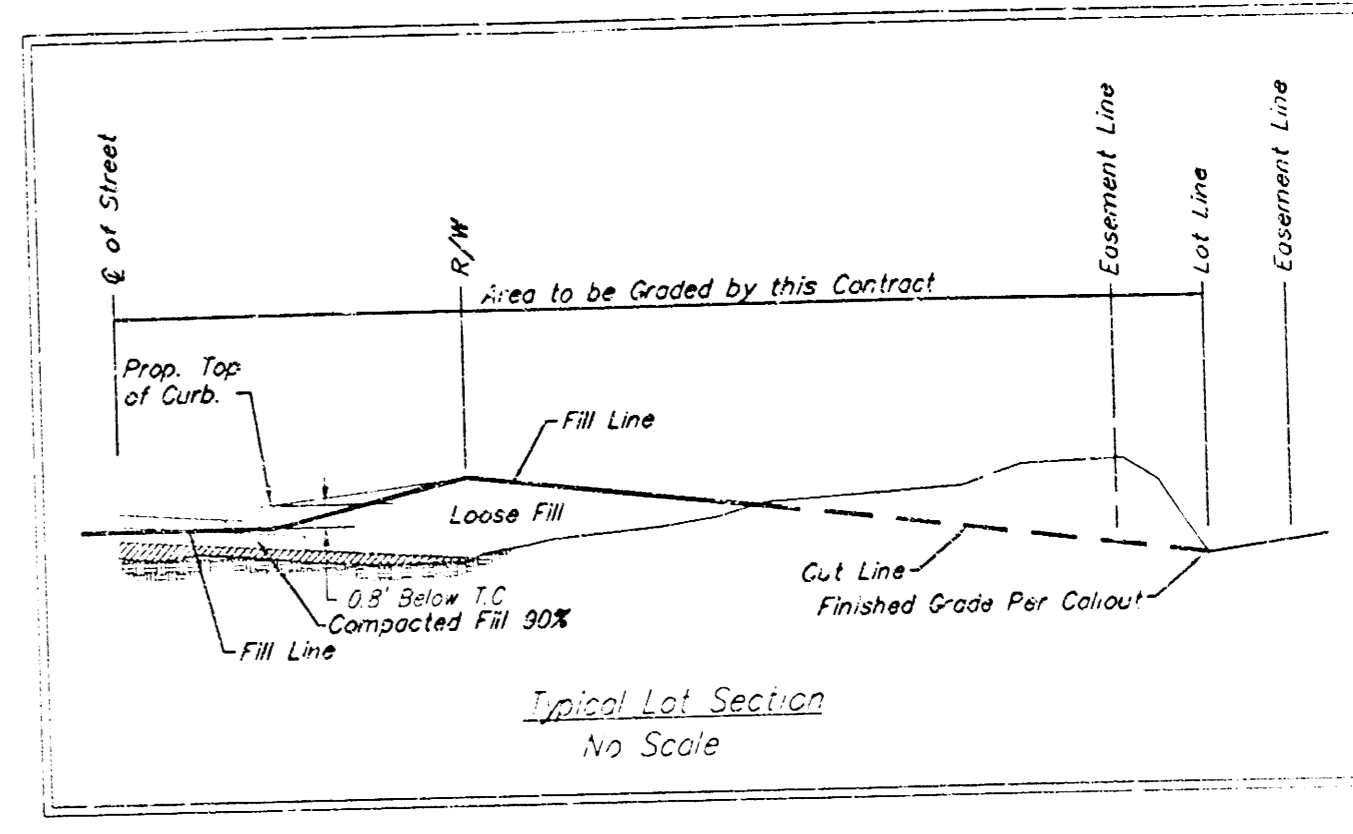 ℄ of Street
R/W
Easement Line
Lot Line
Easement Line
Area to be Graded by this Contract
Prop. Top
of Curb.
Fill Line
Loose Fill
0.8' Below T.C
Compacted Fill 90%
Fill Line
Cut Line
Finished Grade Per Callout
Typical Lot Section
No Scale